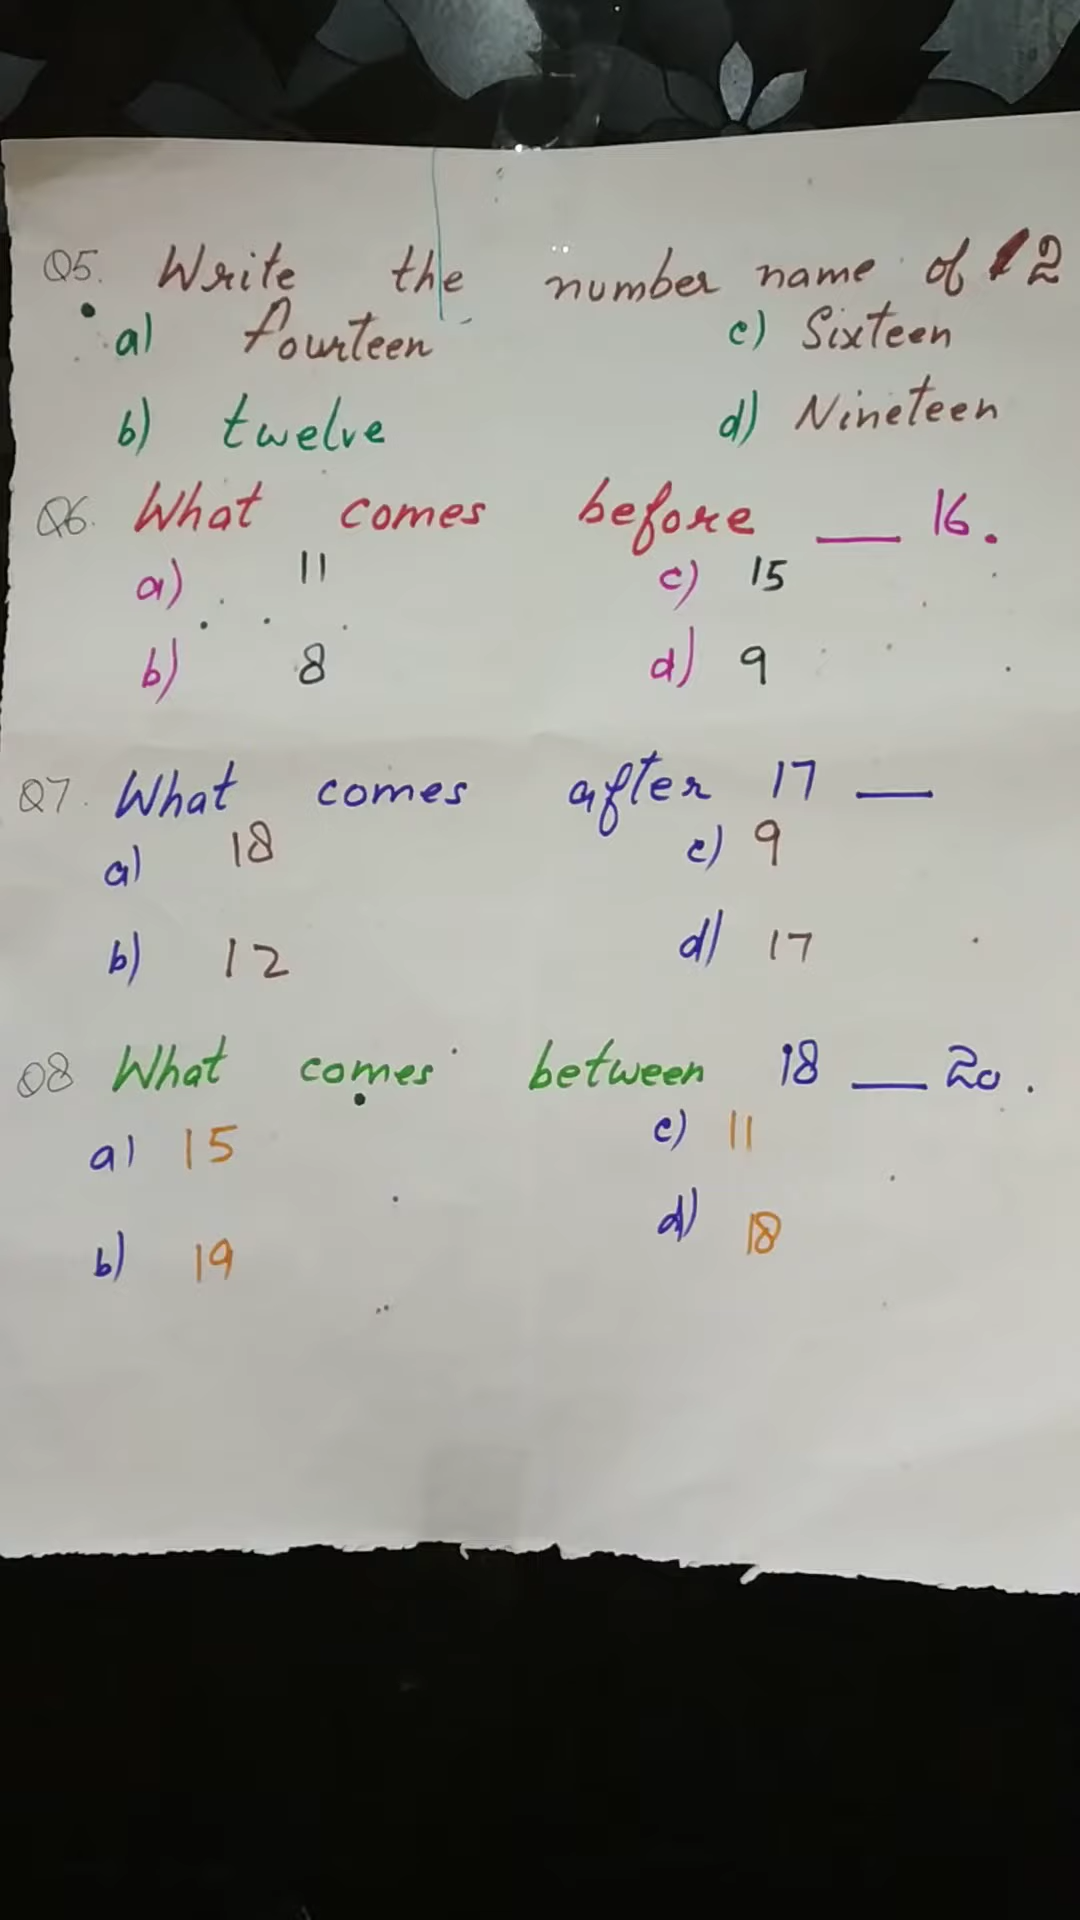 Q5. Write the number name of 12
a) fourteen c) Sixteen
b) twelve d) Nineteen
Q6. What comes before __ 16.
a) 11 c) 15
b) 8 d) 9
Q7. What comes after 17 __
a) 18 c) 9
b) 12 d) 17
Q8 What comes between 18 __ 20.
a) 15 c) 11
b) 19 d) 18